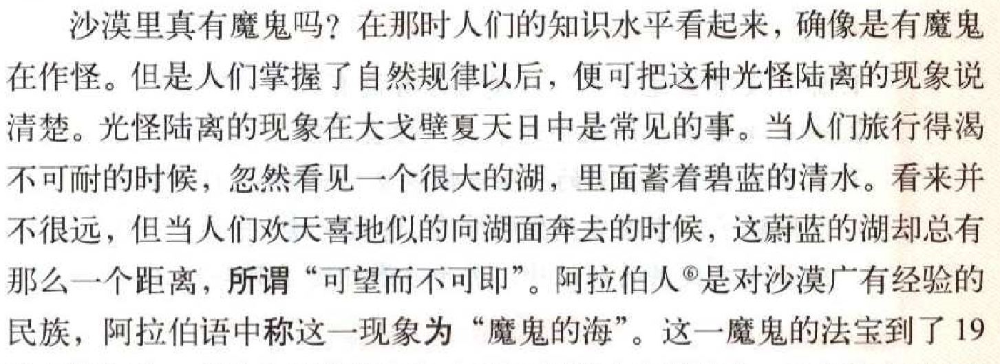 沙漠里真有魔鬼吗？在那时人们的知识水平看起来，确像是有魔鬼
在作怪。但是人们掌握了自然规律以后，便可把这种光怪陆离的现象说
清楚。光怪陆离的现象在大戈壁夏天日中是常见的事。当人们旅行得渴
不可耐的时候，忽然看见一个很大的湖，里面蓄着碧蓝的清水。看来并
不很远，但当人们欢天喜地似的向湖面奔去的时候，这蔚蓝的湖却总有
那么一个距离，所谓“可望而不可即”。阿拉伯人⑥是对沙漠广有经验的
民族，阿拉伯语中称这一现象为“魔鬼的海”。这一魔鬼的法宝到了 19